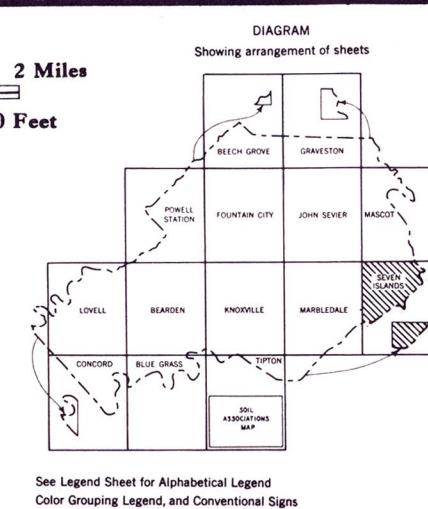 DIAGRAM
Showing arrangement of sheets
2 Miles
0 Feet
BEECH GROVE
GRAVESTON
POWELL
STATION
FOUNTAIN CITY
JOHN SEVIER
MASCOT
SEVEN
ISLANDS
LOVELL
BEARDEN
KNOXVILLE
MARBLEDALE
CONCORD
BLUE GRASS
TIPTON
SOIL
ASSOCIATIONS
MAP
See Legend Sheet for Alphabetical Legend
Color Grouping Legend, and Conventional Signs